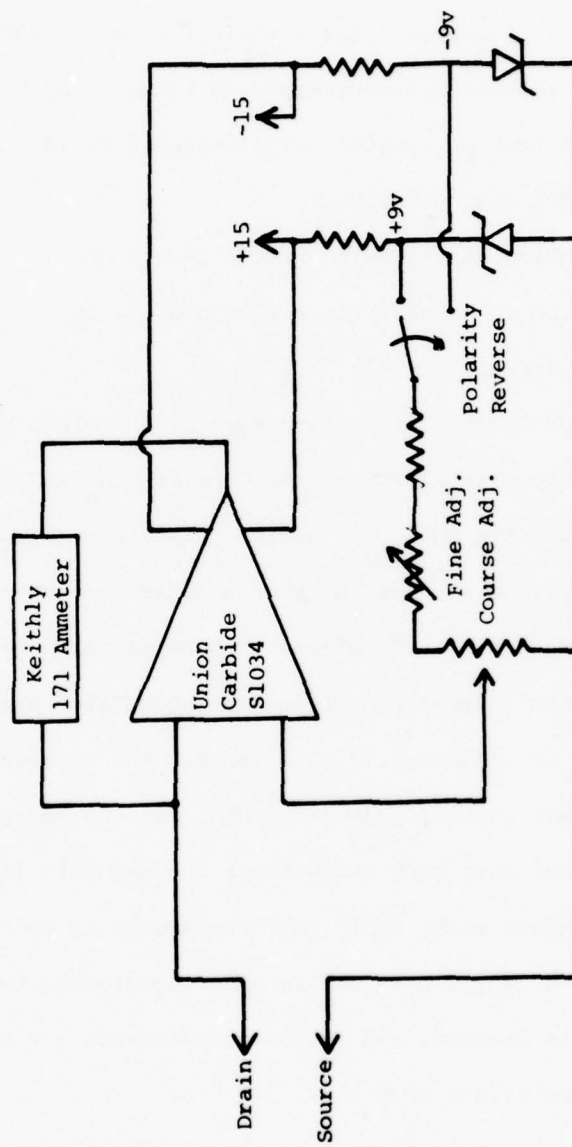 Keithly
171 Ammeter
Union
Carbide
S1034
+15
-15
+9v
-9v
Fine Adj.
Course Adj.
Polarity
Reverse
Drain
Source